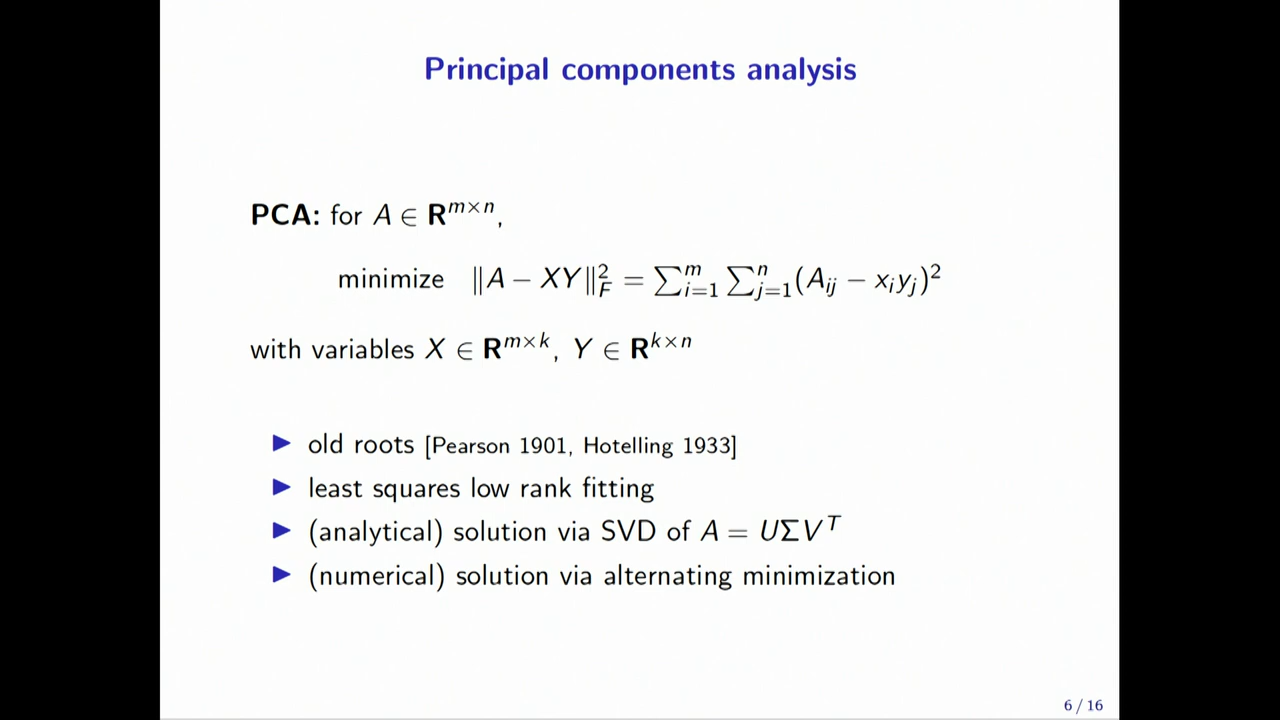 Principal components analysis
PCA: for A ∈ R^{m×n},
minimize ‖A − XY‖_F^2 = ∑_{i=1}^m ∑_{j=1}^n (A_{ij} − x_i y_j)^2
with variables X ∈ R^{m×k}, Y ∈ R^{k×n}
▶ old roots [Pearson 1901, Hotelling 1933]
▶ least squares low rank fitting
▶ (analytical) solution via SVD of A = UΣV^T
▶ (numerical) solution via alternating minimization
6 / 16